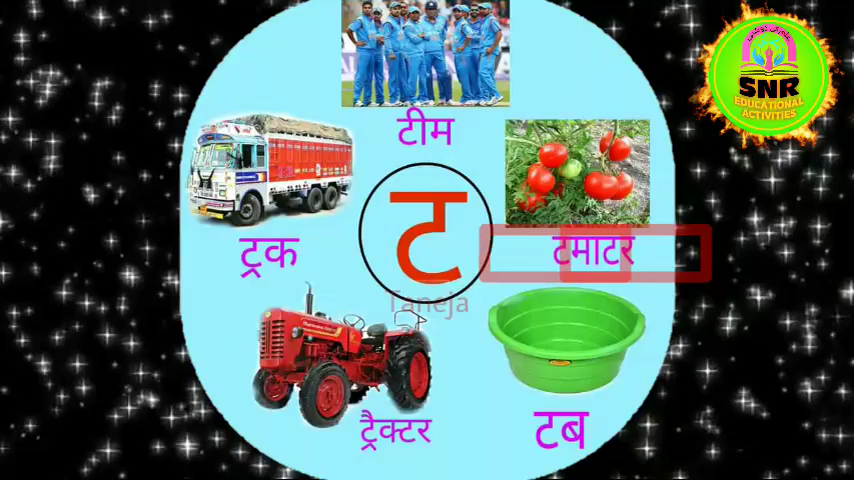 SNR
EDUCATIONAL
ACTIVITIES
टीम
ट्रक
ट
टमाटर
Taneja
ट्रैक्टर
टब